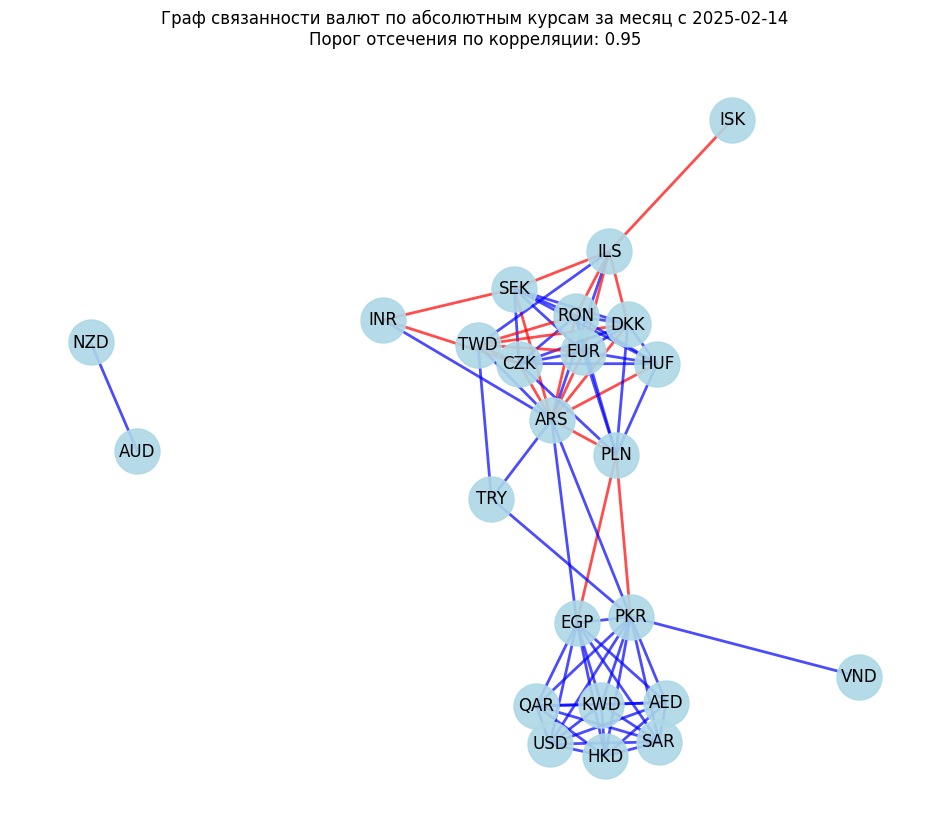 Граф связанности валют по абсолютным курсам за месяц с 2025-02-14
Порог отсечения по корреляции: 0.95
ISK
ILS
SEK
RON
DKK
INR
TWD
EUR
CZK
HUF
NZD
ARS
AUD
PLN
TRY
EGP
PKR
VND
QAR
KWD
AED
USD
SAR
HKD